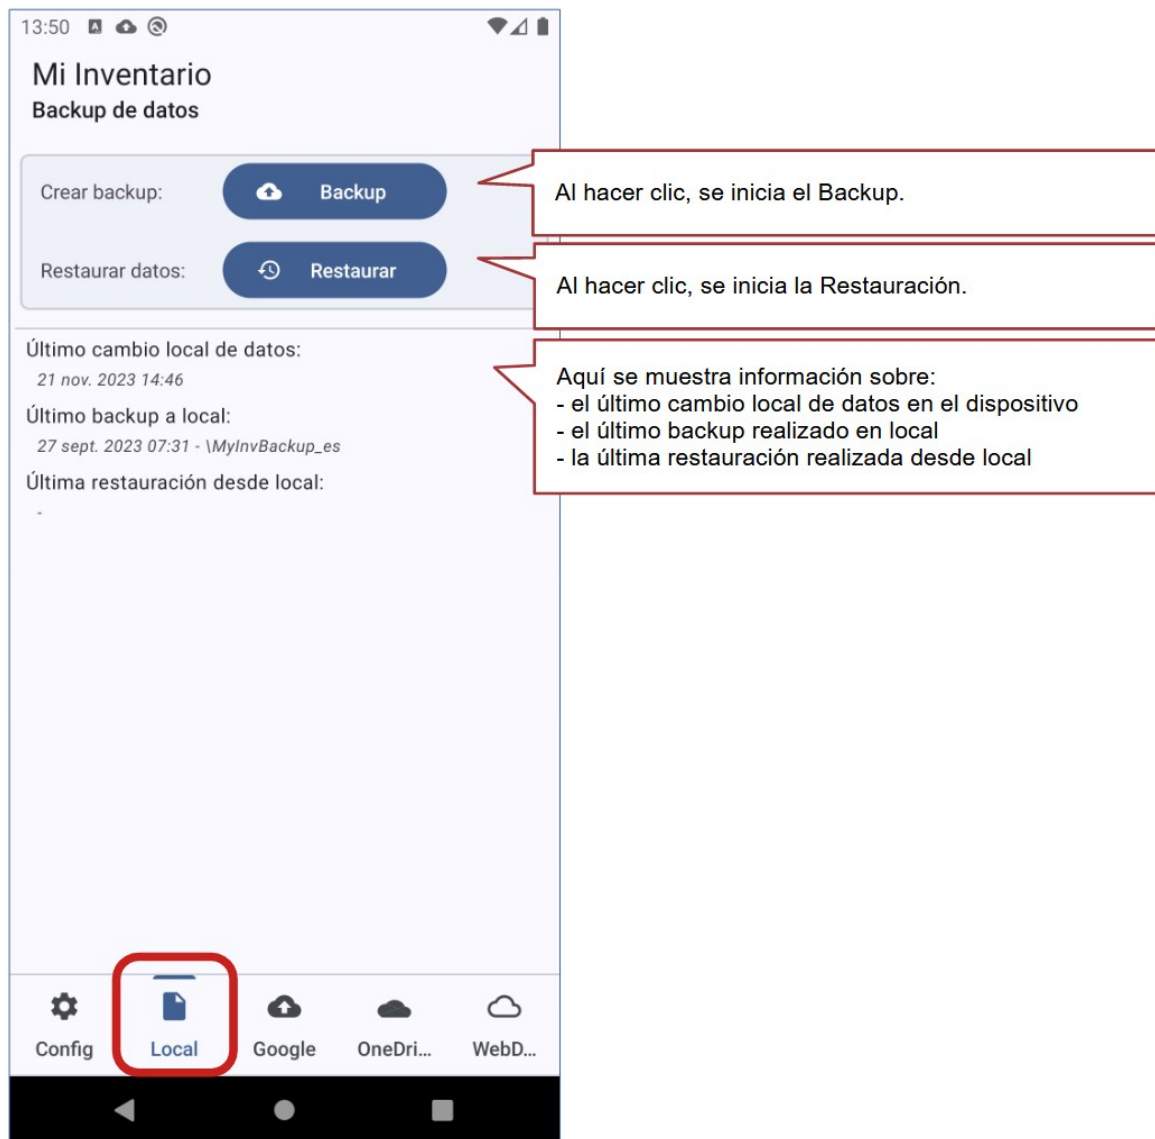 13:50
Mi Inventario
Backup de datos
Crear backup:
Backup
Al hacer clic, se inicia el Backup.
Restaurar datos:
Restaurar
Al hacer clic, se inicia la Restauración.
Último cambio local de datos:
21 nov. 2023 14:46
Último backup a local:
27 sept. 2023 07:31 - \MyInvBackup_es
Última restauración desde local:
-
Aquí se muestra información sobre:
- el último cambio local de datos en el dispositivo
- el último backup realizado en local
- la última restauración realizada desde local
Config
Local
Google
OneDri...
WebD...